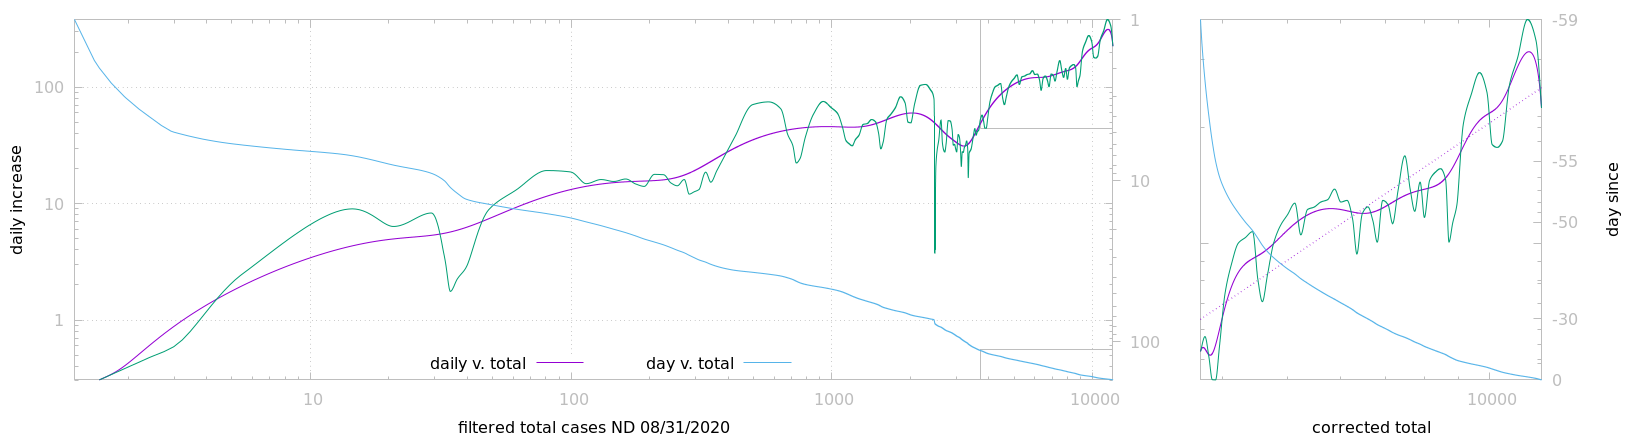 daily increase
100
10
1
10
100
1000
10000
1
10
100
daily v. total
day v. total
filtered total cases ND 08/31/2020
10000
-59
-55
-50
-30
0
day since
corrected total